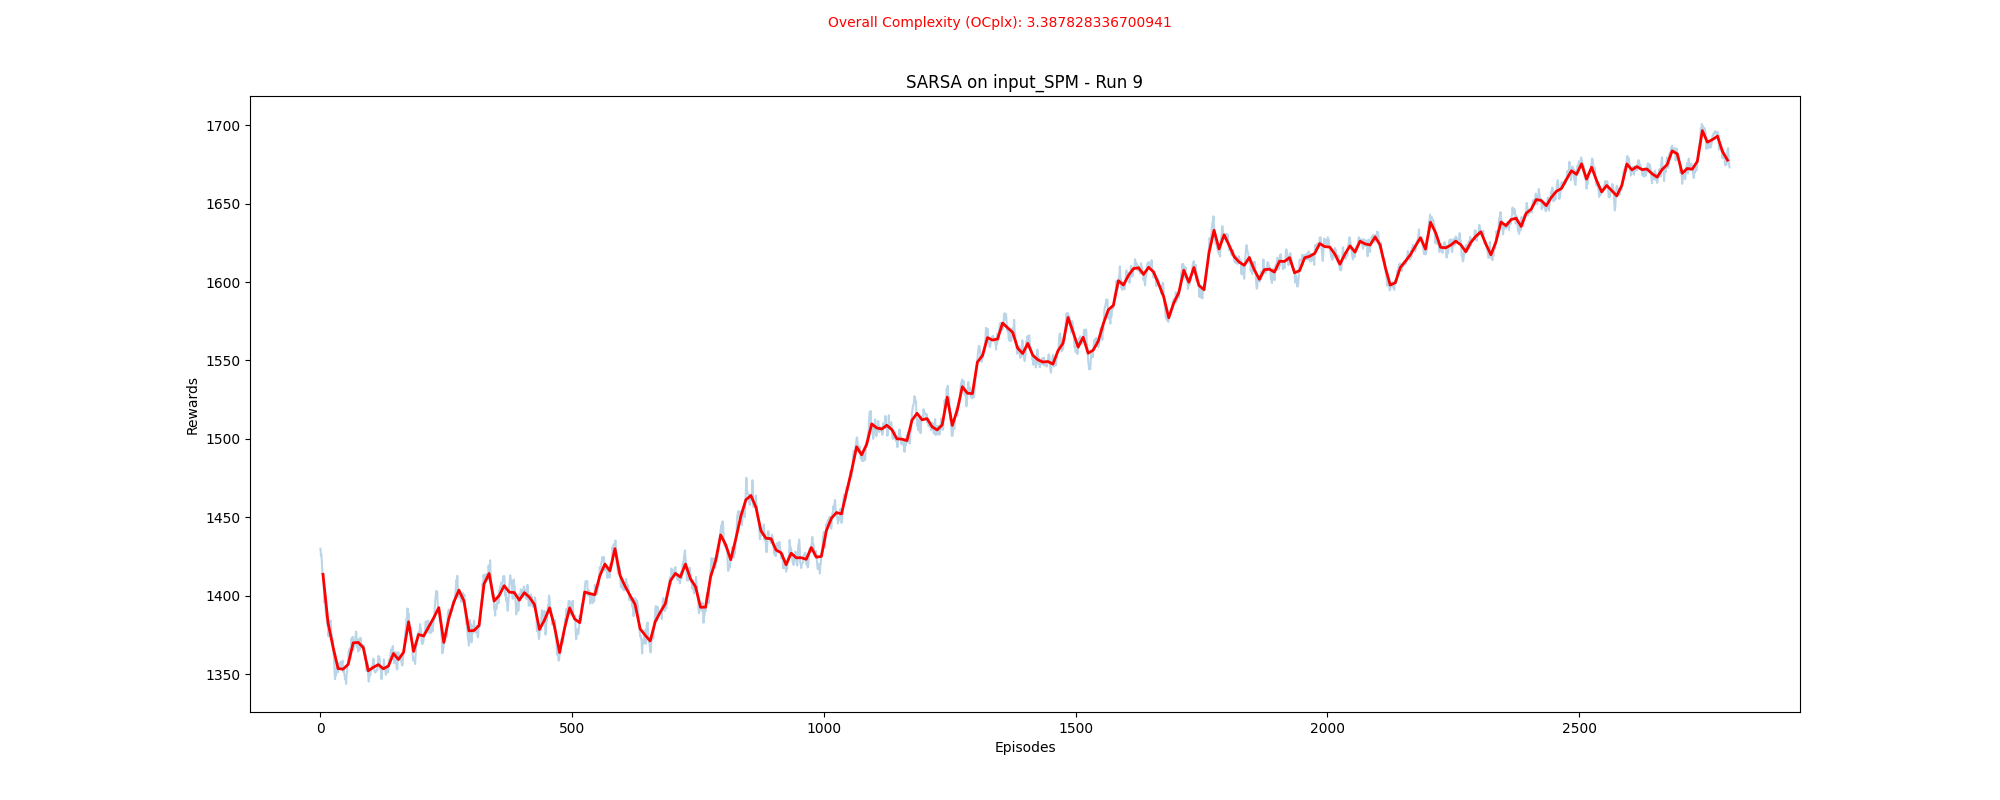 Overall Complexity (OCplx): 3.387828336700941
SARSA on input_SPM - Run 9
1700
1650
1600
1550
1500
1450
1400
1350
Rewards
0 500 1000 1500 2000 2500
Episodes